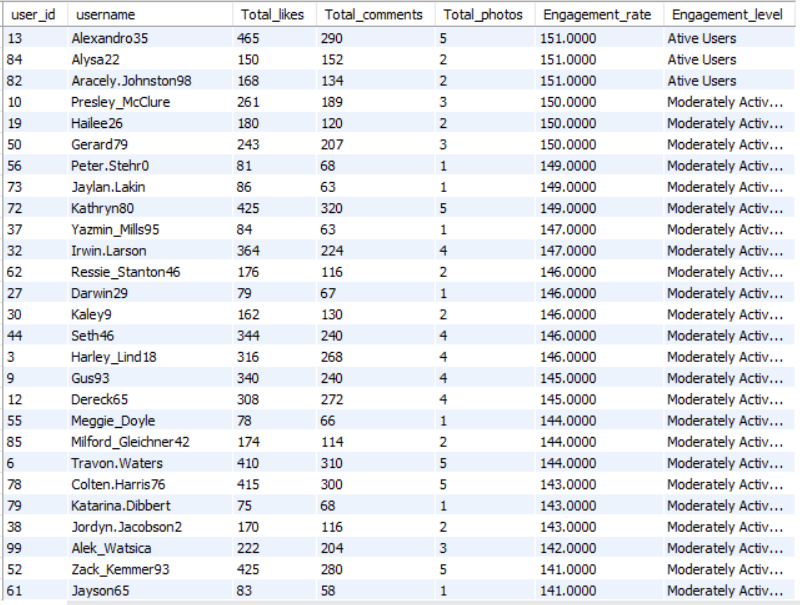 user_id username Total_likes Total_comments Total_photos Engagement_rate Engagement_level
13 Alexandro35 465 290 5 151.0000 Ative Users
84 Alysa22 150 152 2 151.0000 Ative Users
82 Aracely.Johnston98 168 134 2 151.0000 Ative Users
10 Presley_McClure 261 189 3 150.0000 Moderately Activ...
19 Hailee26 180 120 2 150.0000 Moderately Activ...
50 Gerard79 243 207 3 150.0000 Moderately Activ...
56 Peter.Stehr0 81 68 1 149.0000 Moderately Activ...
73 Jaylan.Lakin 86 63 1 149.0000 Moderately Activ...
72 Kathryn80 425 320 5 149.0000 Moderately Activ...
37 Yazmin_Mills95 84 63 1 147.0000 Moderately Activ...
32 Irwin.Larson 364 224 4 147.0000 Moderately Activ...
62 Ressie_Stanton46 176 116 2 146.0000 Moderately Activ...
27 Darwin29 79 67 1 146.0000 Moderately Activ...
30 Kaley9 162 130 2 146.0000 Moderately Activ...
44 Seth46 344 240 4 146.0000 Moderately Activ...
3 Harley_Lind18 316 268 4 146.0000 Moderately Activ...
9 Gus93 340 240 4 145.0000 Moderately Activ...
12 Dereck65 308 272 4 145.0000 Moderately Activ...
55 Meggie_Doyle 78 66 1 144.0000 Moderately Activ...
85 Milford_Gleichner42 174 114 2 144.0000 Moderately Activ...
6 Travon.Waters 410 310 5 144.0000 Moderately Activ...
78 Colten.Harris76 415 300 5 143.0000 Moderately Activ...
79 Katarina.Dibbert 75 68 1 143.0000 Moderately Activ...
38 Jordyn.Jacobson2 170 116 2 143.0000 Moderately Activ...
99 Alek_Watsica 222 204 3 142.0000 Moderately Activ...
52 Zack_Kemmer93 425 280 5 141.0000 Moderately Activ...
61 Jayson65 83 58 1 141.0000 Moderately Activ...